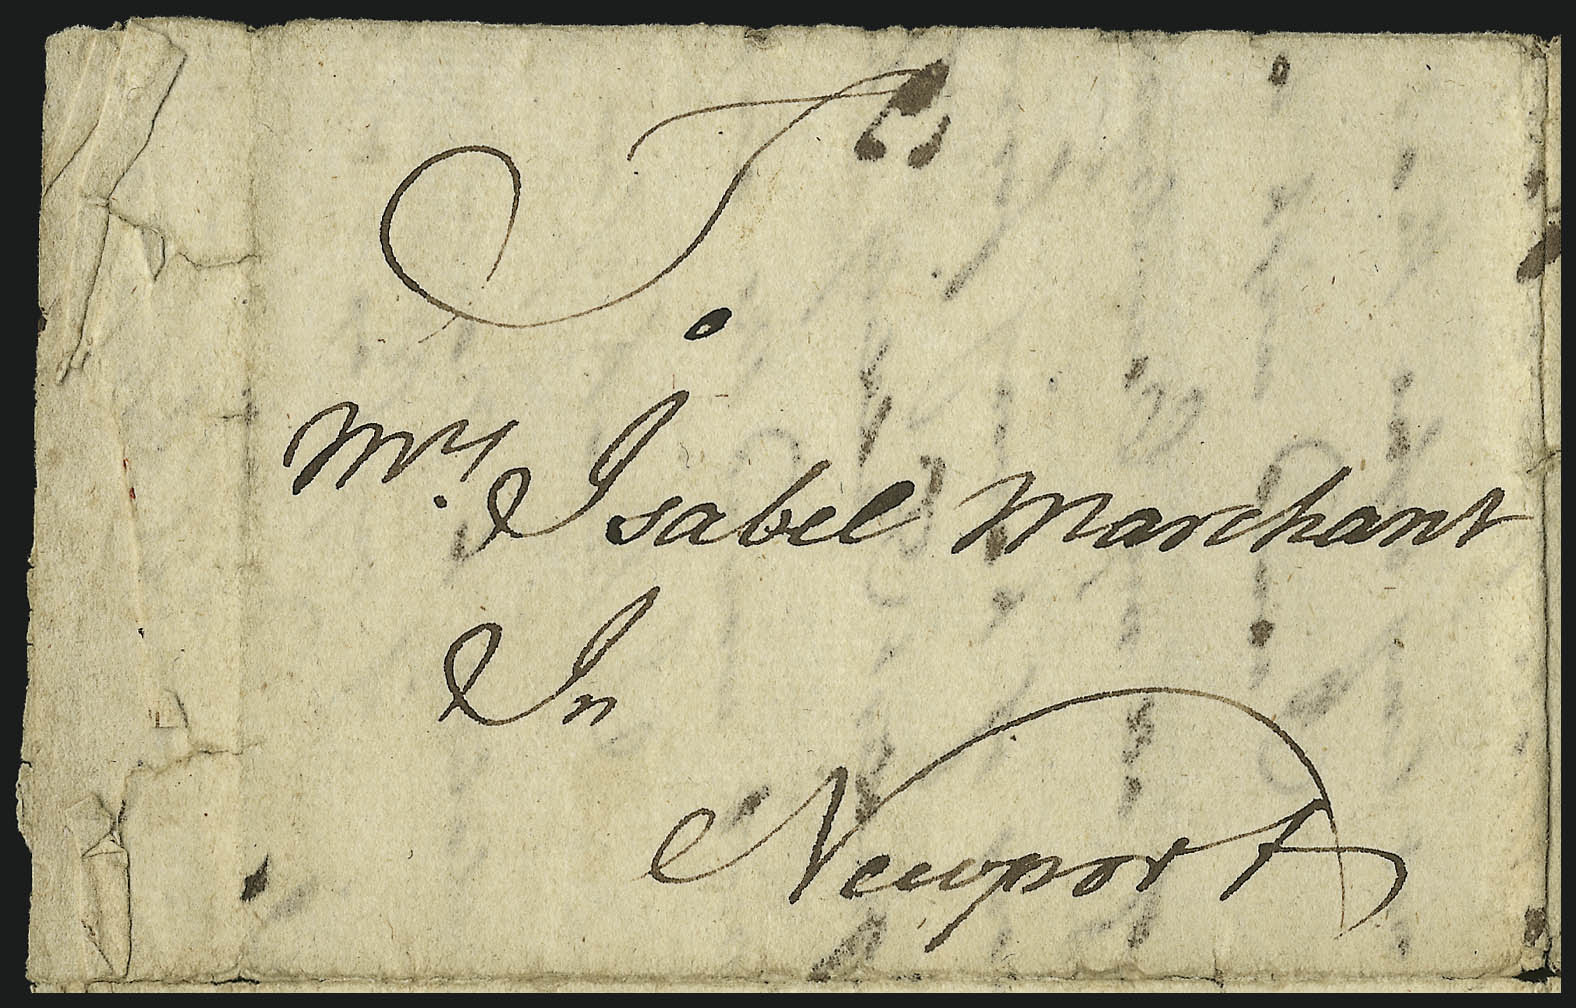 To
Mrs. Isabel Marchant
In
Newport